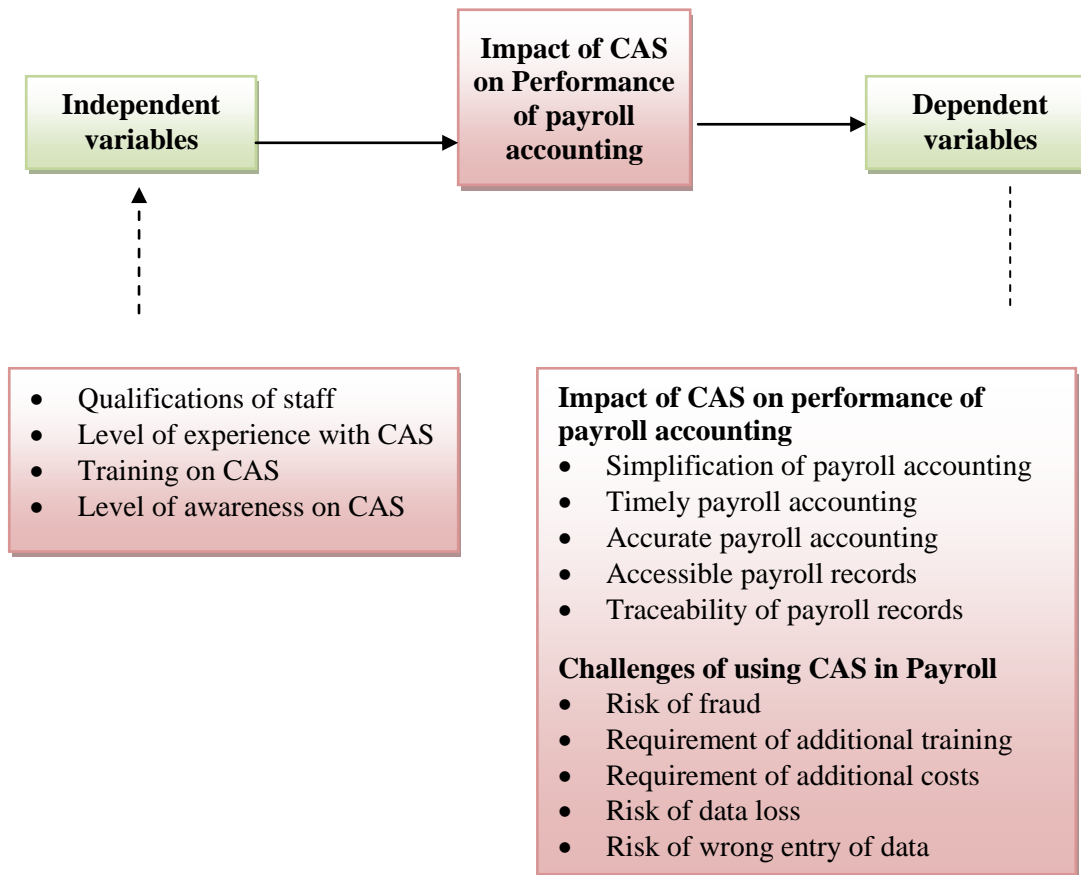 Independent
variables
Impact of CAS
on Performance
of payroll
accounting
Dependent
variables
• Qualifications of staff
• Level of experience with CAS
• Training on CAS
• Level of awareness on CAS
Impact of CAS on performance of
payroll accounting
• Simplification of payroll accounting
• Timely payroll accounting
• Accurate payroll accounting
• Accessible payroll records
• Traceability of payroll records
Challenges of using CAS in Payroll
• Risk of fraud
• Requirement of additional training
• Requirement of additional costs
• Risk of data loss
• Risk of wrong entry of data